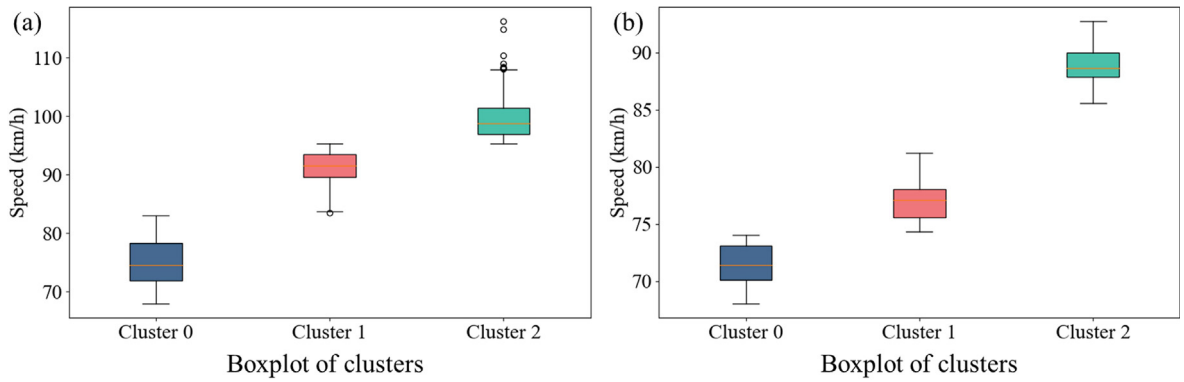 (a)
110
100
90
80
70
Speed (km/h)
Cluster 0
Cluster 1
Cluster 2
Boxplot of clusters
(b)
90
85
80
75
70
Speed (km/h)
Cluster 0
Cluster 1
Cluster 2
Boxplot of clusters